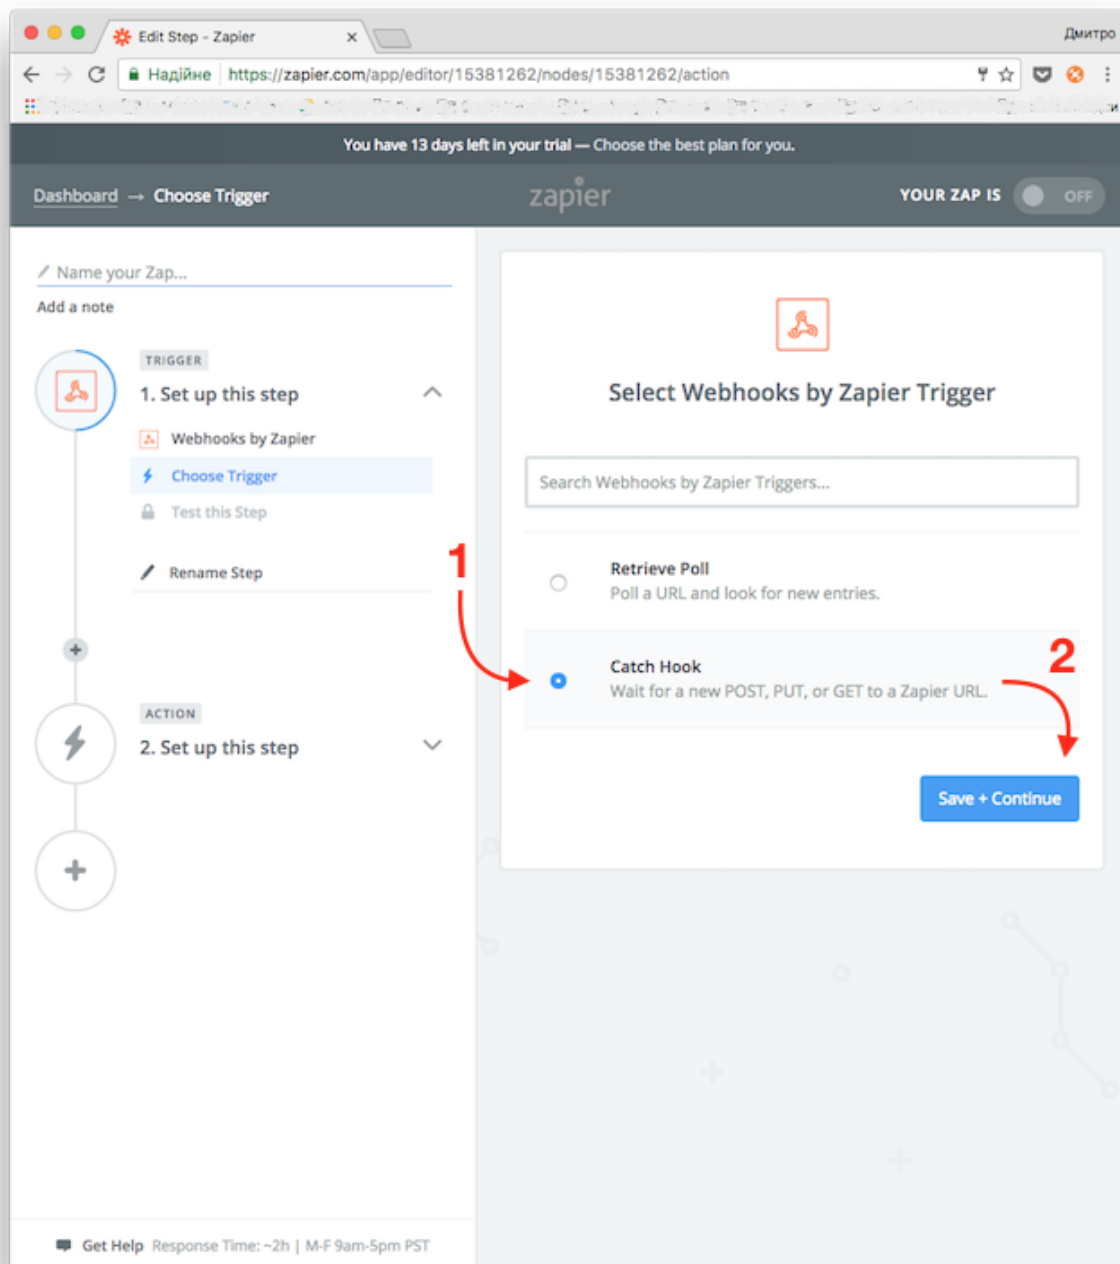 Edit Step - Zapier
Дмитро
Надійне https://zapier.com/app/editor/15381262/nodes/15381262/action
You have 13 days left in your trial — Choose the best plan for you.
Dashboard → Choose Trigger
zapier
YOUR ZAP IS OFF
Name your Zap...
Add a note
TRIGGER
1. Set up this step
Webhooks by Zapier
Choose Trigger
Test this Step
Rename Step
ACTION
2. Set up this step
Select Webhooks by Zapier Trigger
Search Webhooks by Zapier Triggers...
1
Retrieve Poll
Poll a URL and look for new entries.
2
Catch Hook
Wait for a new POST, PUT, or GET to a Zapier URL.
Save + Continue
Get Help Response Time: ~2h | M-F 9am-5pm PST